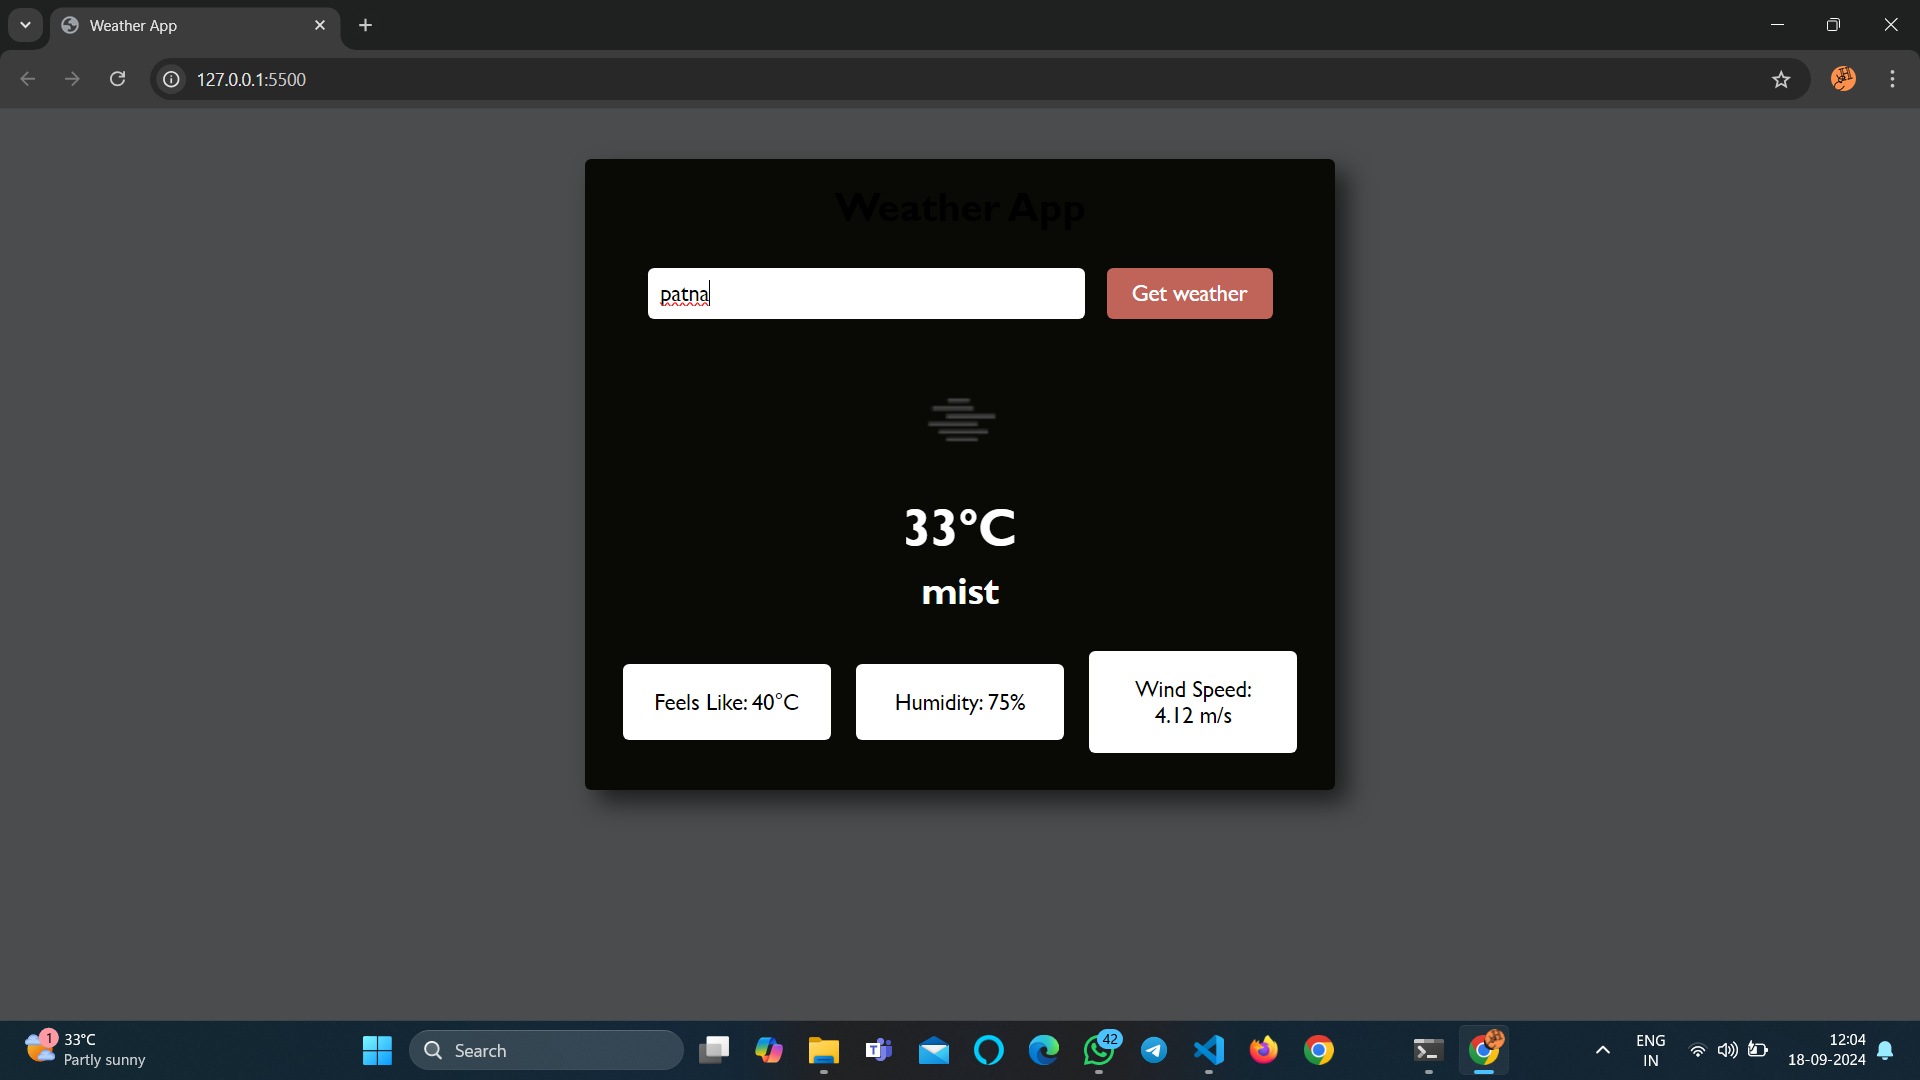 Weather App
127.0.0.1:5500
Weather App
patna
Get weather
33°C
mist
Feels Like: 40°C
Humidity: 75%
Wind Speed:
4.12 m/s
1
33°C
Partly sunny
Search
42
ENG
IN
12:04
18-09-2024